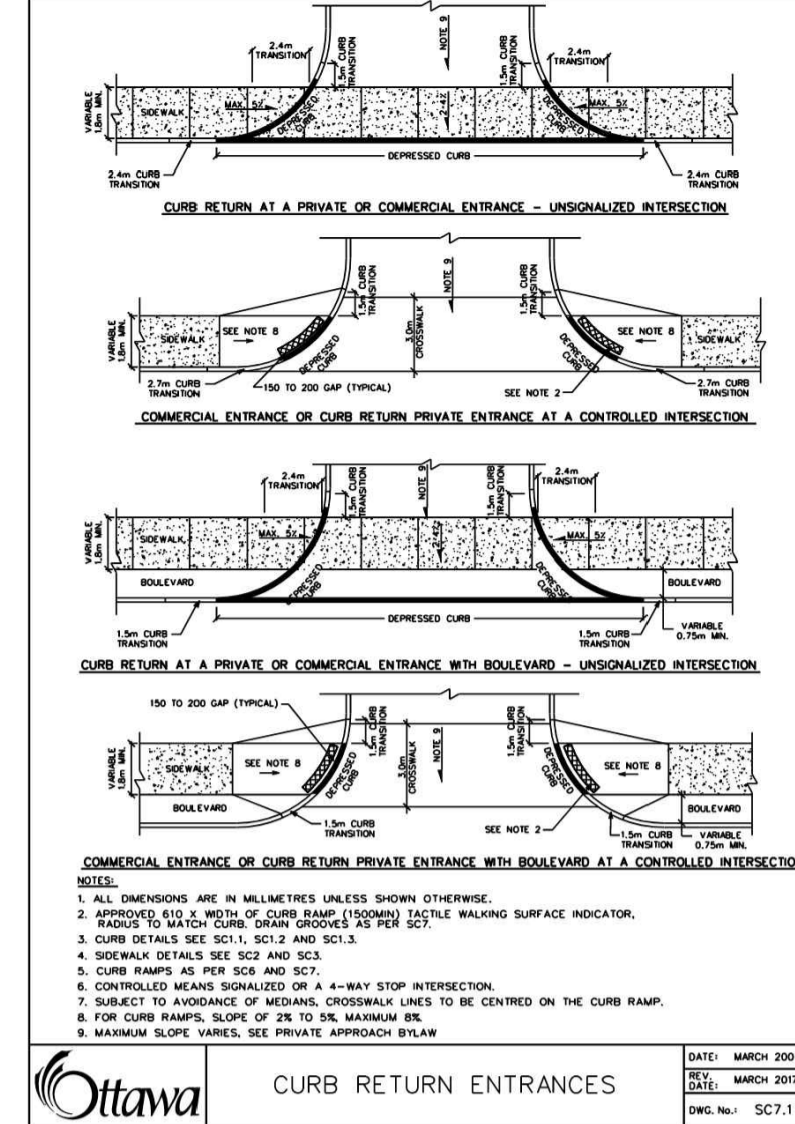 2.4m
TRANSITION
1.5m CURB
TRANSITION
NOTE 9
1.5m CURB
TRANSITION
2.4m
TRANSITION
VARIABLE
1.8m MIN.
SIDEWALK
MAX. 5%
DEPRESSED CURB
2-4%
DEPRESSED CURB
MAX. 5%
DEPRESSED CURB
2.4m CURB
TRANSITION
2.4m CURB
TRANSITION
CURB RETURN AT A PRIVATE OR COMMERCIAL ENTRANCE - UNSIGNALIZED INTERSECTION
1.5m CURB
TRANSITION
NOTE 9
1.5m CURB
TRANSITION
VARIABLE
1.8m MIN.
SIDEWALK
SEE NOTE 8
DEPRESSED
CURB
3.0m
CROSSWALK
DEPRESSED
CURB
SEE NOTE 8
SIDEWALK
2.7m CURB
TRANSITION
150 TO 200 GAP (TYPICAL)
SEE NOTE 2
2.7m CURB
TRANSITION
COMMERCIAL ENTRANCE OR CURB RETURN PRIVATE ENTRANCE AT A CONTROLLED INTERSECTION
2.4m
TRANSITION
1.5m CURB
TRANSITION
NOTE 9
1.5m CURB
TRANSITION
2.4m
TRANSITION
VARIABLE
1.8m MIN.
SIDEWALK
MAX. 5%
2-4%
MAX. 5%
BOULEVARD
DEPRESSED
CURB
DEPRESSED
CURB
BOULEVARD
DEPRESSED CURB
1.5m CURB
TRANSITION
1.5m CURB
TRANSITION
VARIABLE
0.75m MIN.
CURB RETURN AT A PRIVATE OR COMMERCIAL ENTRANCE WITH BOULEVARD - UNSIGNALIZED INTERSECTION
150 TO 200 GAP (TYPICAL)
1.5m CURB
TRANSITION
NOTE 9
1.5m CURB
TRANSITION
VARIABLE
1.8m MIN.
SIDEWALK
SEE NOTE 8
DEPRESSED
CURB
3.0m
CROSSWALK
DEPRESSED
CURB
SEE NOTE 8
BOULEVARD
BOULEVARD
1.5m CURB
TRANSITION
SEE NOTE 2
1.5m CURB
TRANSITION
VARIABLE
0.75m MIN.
COMMERCIAL ENTRANCE OR CURB RETURN PRIVATE ENTRANCE WITH BOULEVARD AT A CONTROLLED INTERSECTIO
NOTES:
1. ALL DIMENSIONS ARE IN MILLIMETRES UNLESS SHOWN OTHERWISE.
2. APPROVED 610 X WIDTH OF CURB RAMP (1500MIN) TACTILE WALKING SURFACE INDICATOR,
RADIUS TO MATCH CURB. DRAIN GROOVES AS PER SC7.
3. CURB DETAILS SEE SC1.1, SC1.2 AND SC1.3.
4. SIDEWALK DETAILS SEE SC2 AND SC3.
5. CURB RAMPS AS PER SC6 AND SC7.
6. CONTROLLED MEANS SIGNALIZED OR A 4-WAY STOP INTERSECTION.
7. SUBJECT TO AVOIDANCE OF MEDIANS, CROSSWALK LINES TO BE CENTRED ON THE CURB RAMP.
8. FOR CURB RAMPS, SLOPE OF 2% TO 5%, MAXIMUM 8%.
9. MAXIMUM SLOPE VARIES, SEE PRIVATE APPROACH BYLAW
Ottawa
CURB RETURN ENTRANCES
DATE: MARCH 200
REV.
DATE: MARCH 2017
DWG. No.: SC7.1